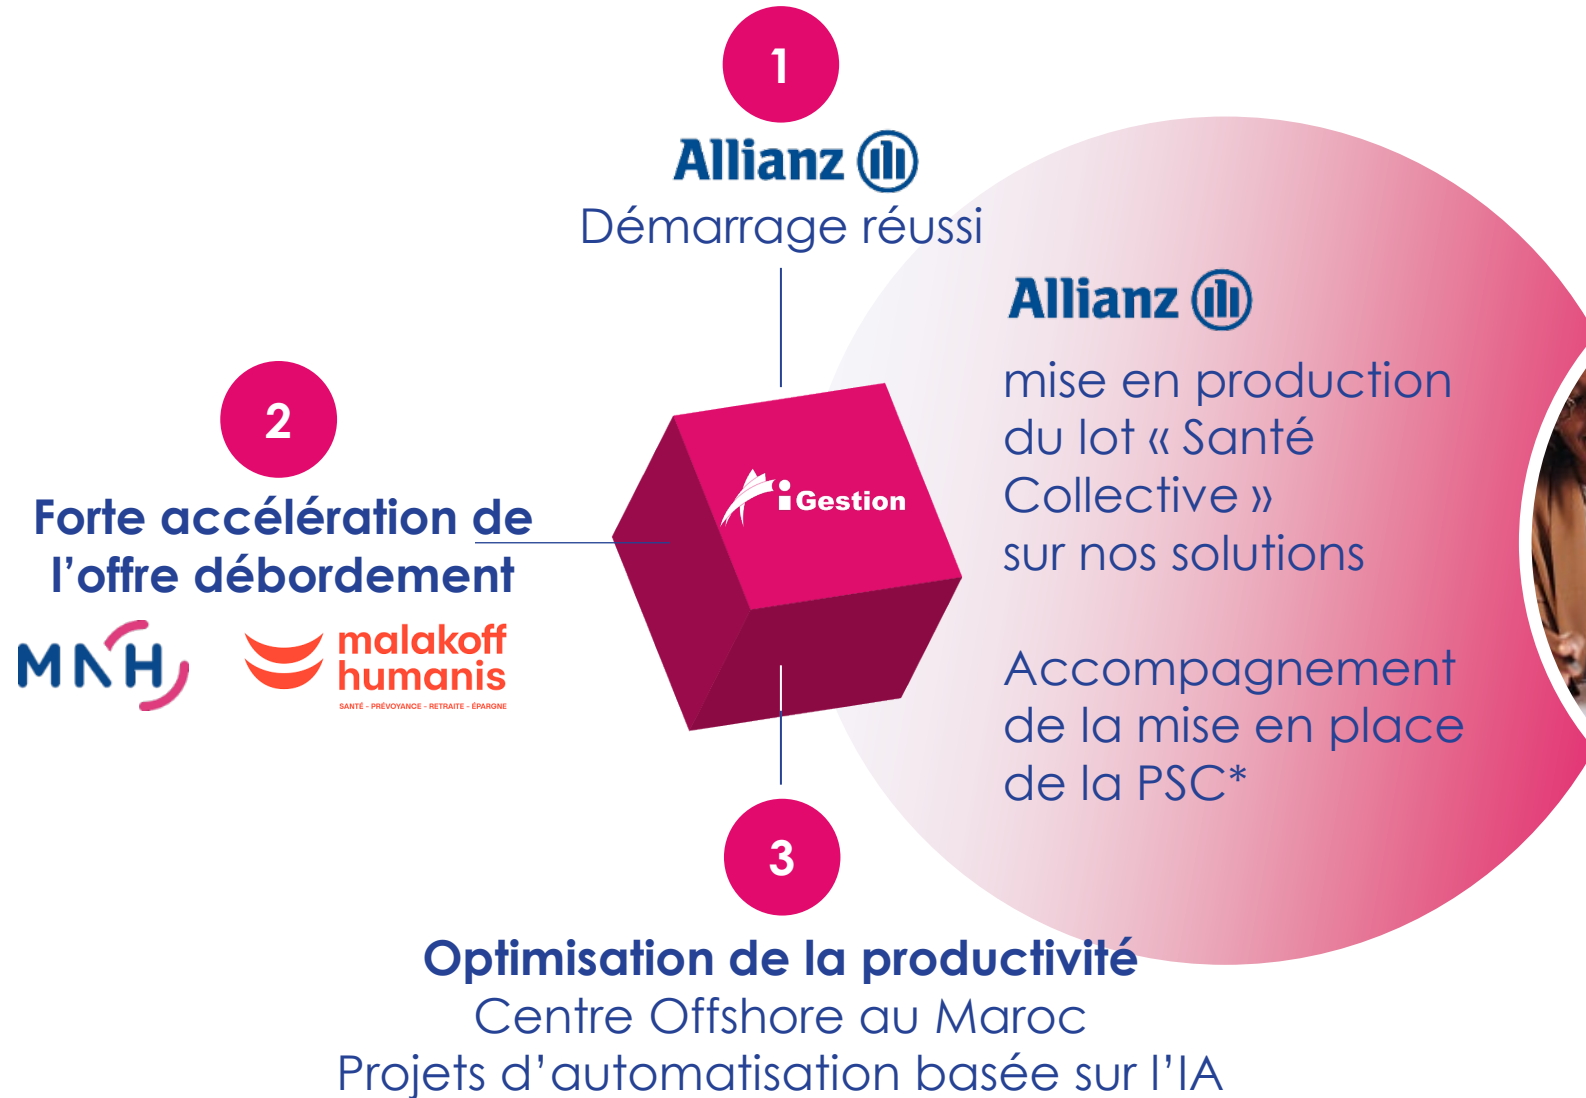 1
Allianz
Démarrage réussi
2
Forte accélération de
l’offre débordement
MNH
malakoff
humanis
SANTÉ - PRÉVOYANCE - RETRAITE - ÉPARGNE
iGestion
3
Optimisation de la productivité
Centre Offshore au Maroc
Projets d’automatisation basée sur l’IA
Allianz
mise en production
du lot « Santé
Collective »
sur nos solutions
Accompagnement
de la mise en place
de la PSC*